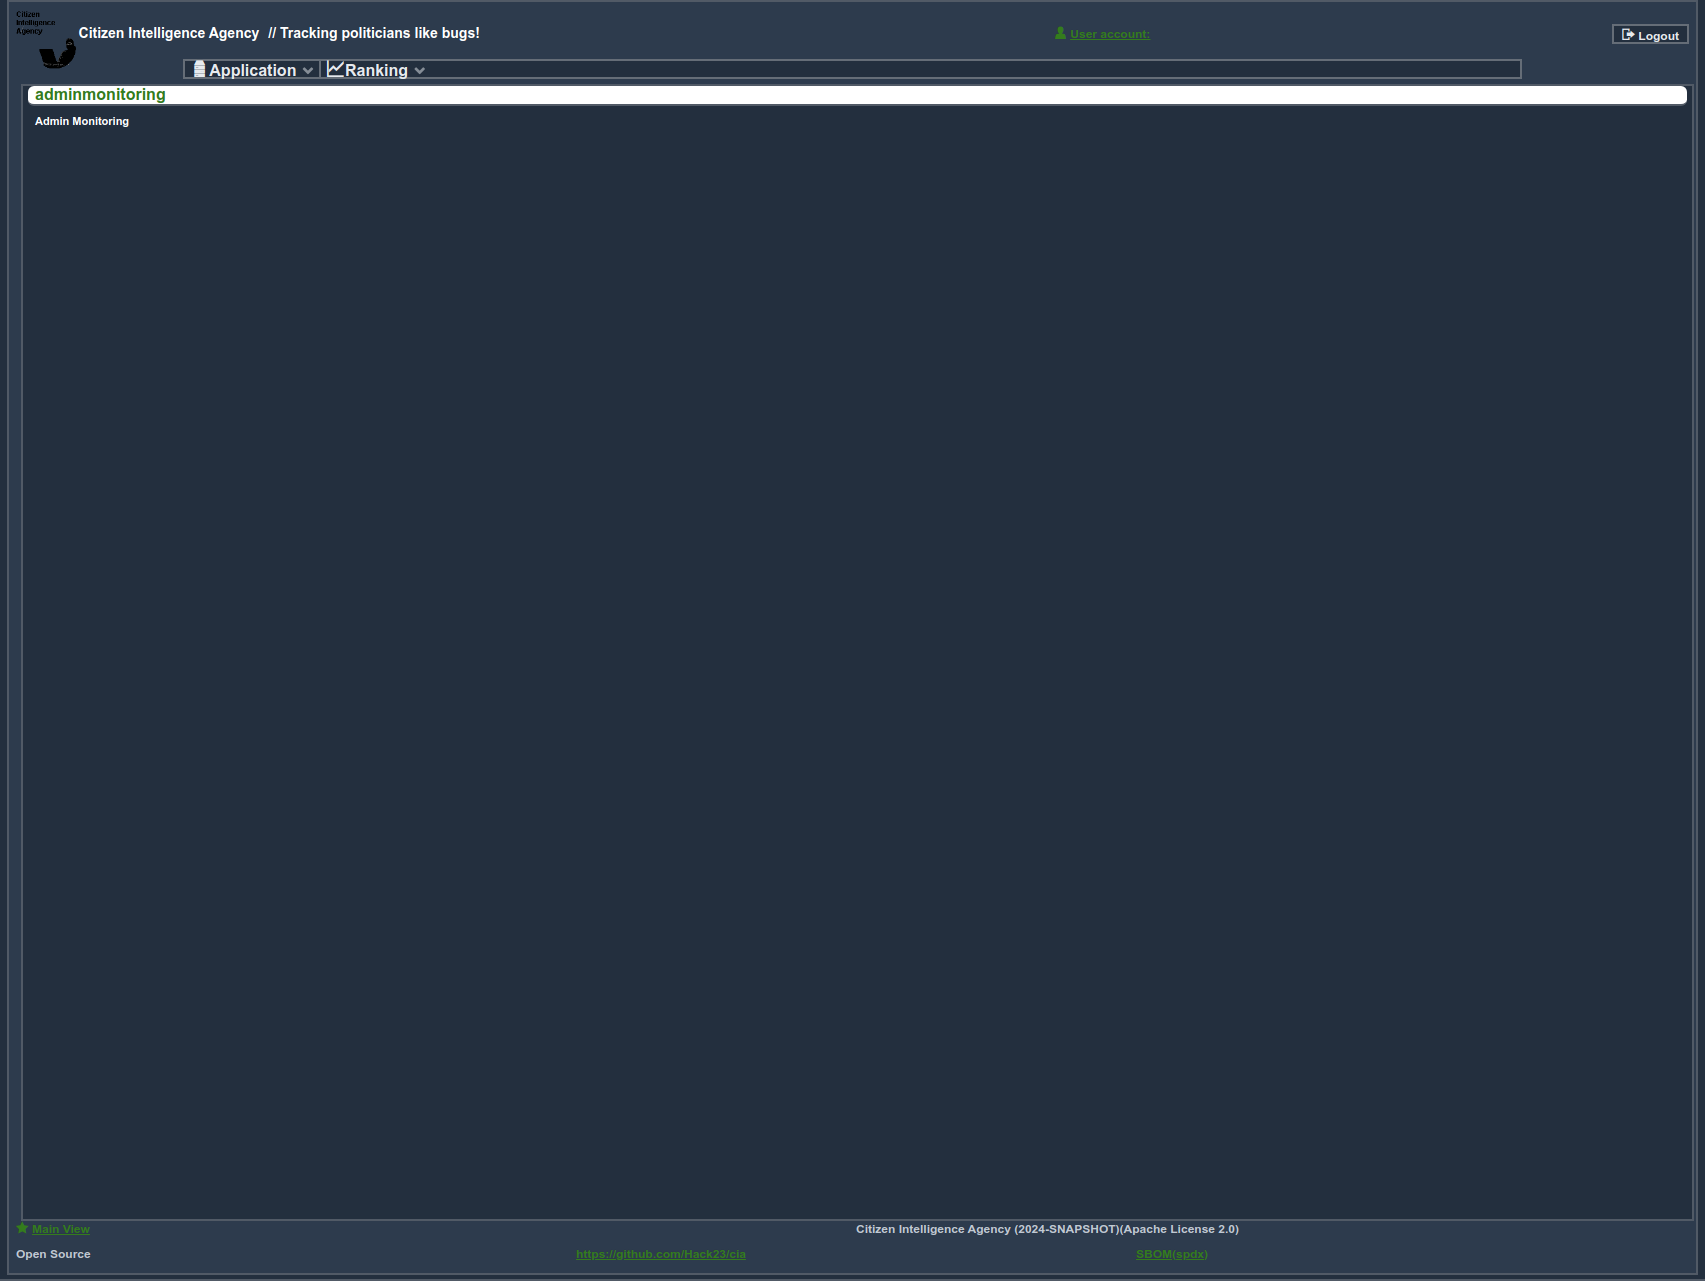 Citizen
Intelligence
Agency
Citizen Intelligence Agency // Tracking politicians like bugs!
User account:
Logout
Application
Ranking
adminmonitoring
Admin Monitoring
Main View
Citizen Intelligence Agency (2024-SNAPSHOT)(Apache License 2.0)
Open Source
https://github.com/Hack23/cia
SBOM(spdx)